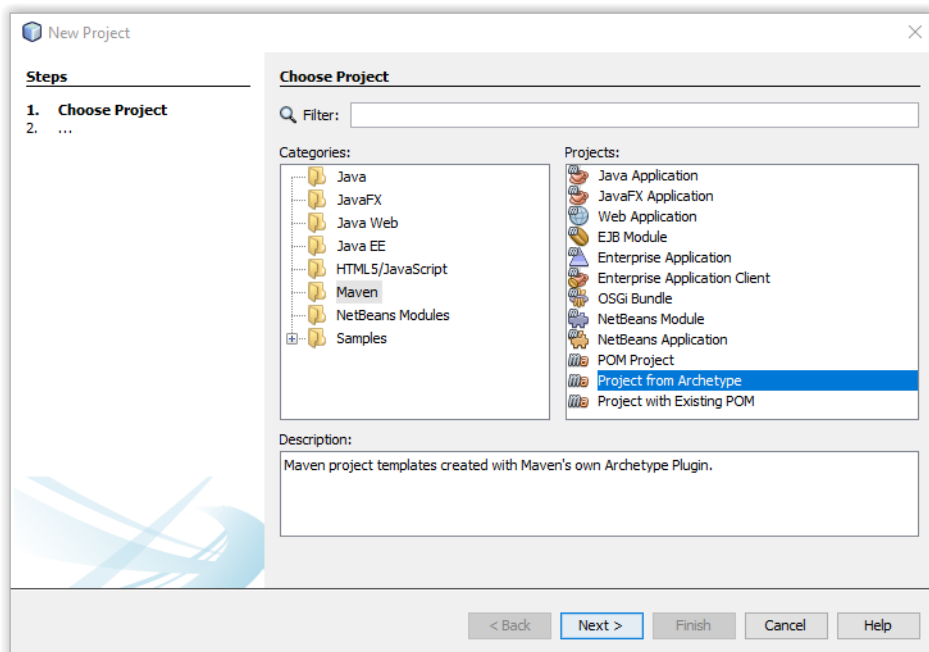 New Project
Steps
1. Choose Project
2. ...
Choose Project
Filter:
Categories:
Java
JavaFX
Java Web
Java EE
HTML5/JavaScript
Maven
NetBeans Modules
Samples
Projects:
Java Application
JavaFX Application
Web Application
EJB Module
Enterprise Application
Enterprise Application Client
OSGi Bundle
NetBeans Module
NetBeans Application
POM Project
Project from Archetype
Project with Existing POM
Description:
Maven project templates created with Maven's own Archetype Plugin.
< Back
Next >
Finish
Cancel
Help